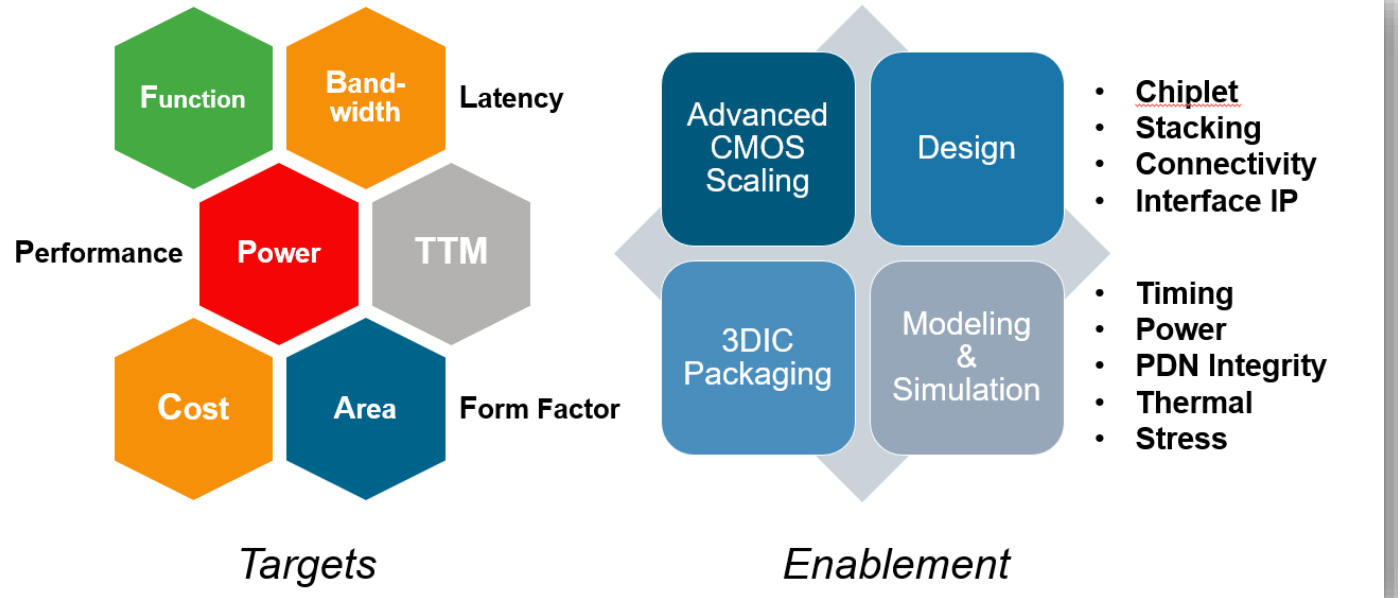 Function
Band-
width
Latency
Performance
Power
TTM
Cost
Area
Form Factor
Targets
Advanced
CMOS
Scaling
Design
• Chiplet
• Stacking
• Connectivity
• Interface IP
3DIC
Packaging
Modeling
&
Simulation
• Timing
• Power
• PDN Integrity
• Thermal
• Stress
Enablement